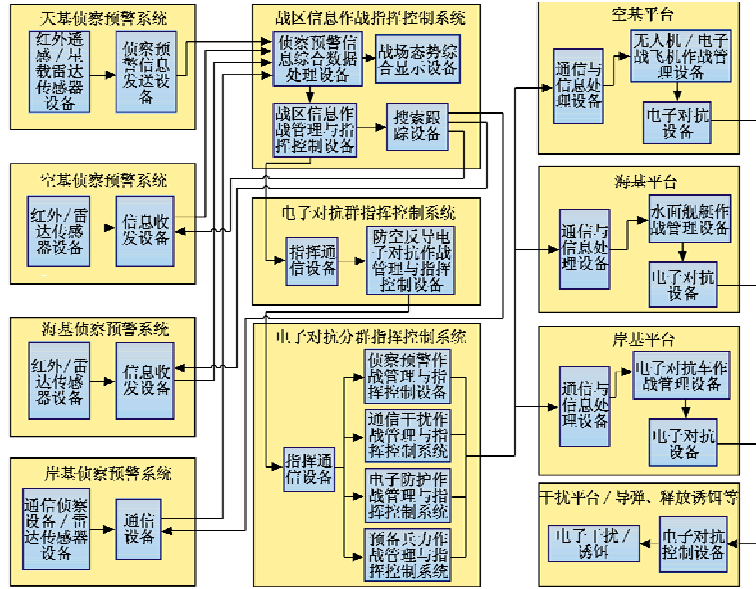 天基侦察预警系统
红外遥
感/星
载雷达
传感器
设备
侦察预
警信息
发送设
备
空基侦察预警系统
红外/雷
达传感
器设备
信息收
发设备
海基侦察预警系统
红外/雷
达传感
器设备
信息收
发设备
岸基侦察预警系统
通信侦察
设备/雷
达传感器
设备
通信
设备
战区信息作战指挥控制系统
侦察预警信
息综合数据
处理设备
战场态势综
合显示设备
战区信息作
战管理与指
挥控制设备
搜索跟
踪设备
电子对抗群指挥控制系统
指挥通
信设备
防空反导电
子对抗作战
管理与指挥
控制设备
电子对抗分群指挥控制系统
指挥通
信设备
侦察预警作
战管理与指
挥控制设备
通信干扰作
战管理与指
挥控制设备
电子防护作
战管理与指
挥控制设备
预备兵力作
战管理与指
挥控制系统
空基平台
通信与
信息处
理设备
无人机/电子
战飞机作战管
理设备
电子对抗
设备
海基平台
通信与
信息处
理设备
水面舰艇作
战管理设备
电子对抗
设备
岸基平台
通信与
信息处
理设备
电子对抗车作
战管理设备
电子对抗
设备
干扰平台/导弹、释放诱饵等
电子干扰/
诱饵
电子对抗
控制设备